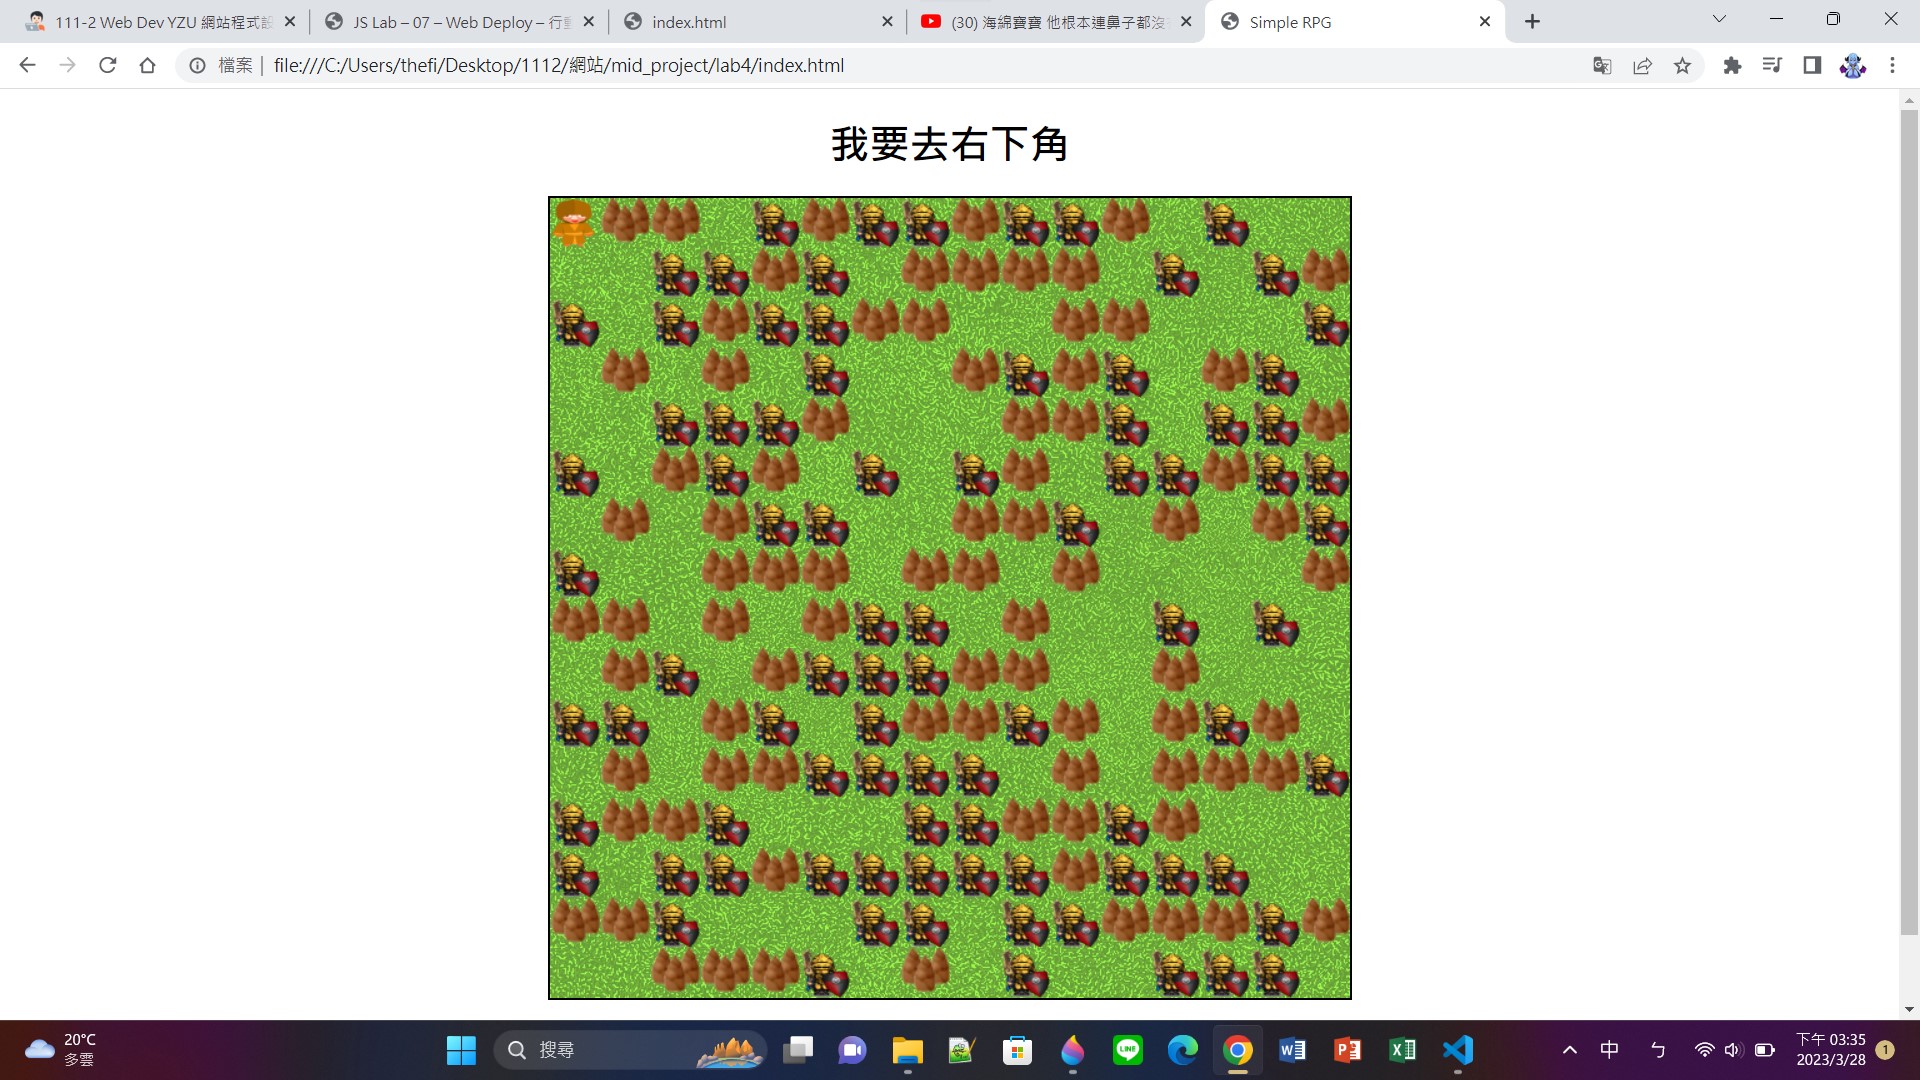 111-2 Web Dev YZU 網站程式設
JS Lab – 07 – Web Deploy – 行
index.html
(30) 海綿寶寶 他根本連鼻子都沒
Simple RPG
檔案
file:///C:/Users/thefi/Desktop/1112/網站/mid_project/lab4/index.html
我要去右下角
20°C
多雲
搜尋
LINE
中
ㄣ
下午 03:35
2023/3/28
1